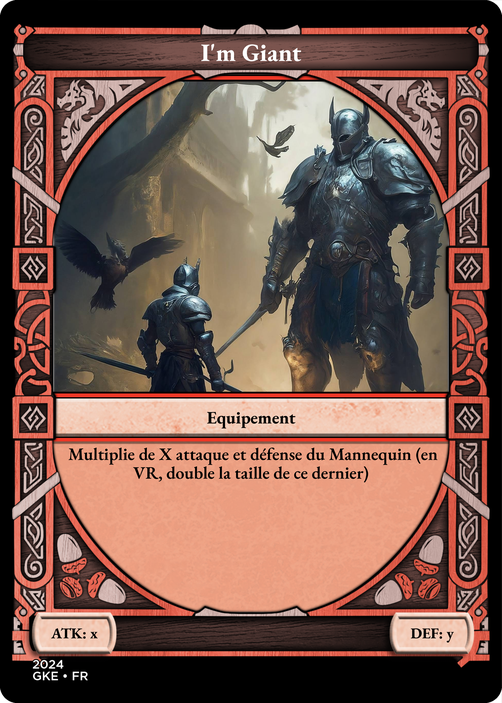 I'm Giant
Equipement
Multiplie de X attaque et défense du Mannequin (en
VR, double la taille de ce dernier)
ATK: x
DEF: y
2024
GKE • FR